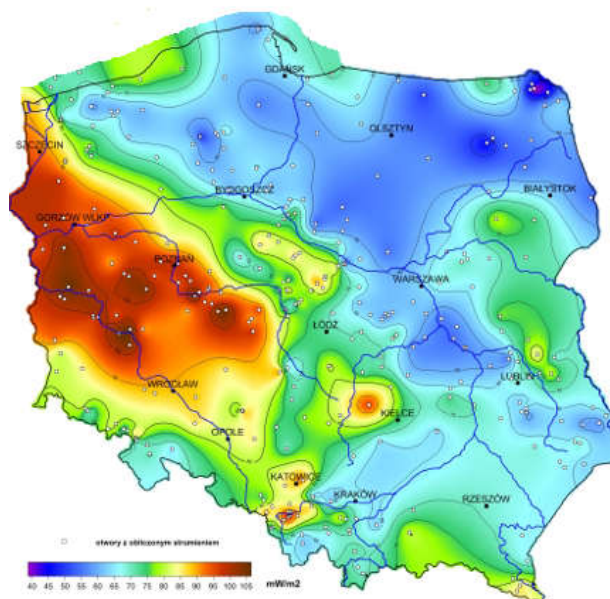 GDAŃSK
OLSZTYN
SZCZECIN
BYDGOSZCZ
BIAŁYSTOK
GORZÓW WLKP
POZNAŃ
WARSZAWA
ŁÓDŹ
LUBLIN
WROCŁAW
KIELCE
OPOLE
KATOWICE
KRAKÓW
RZESZÓW
otwory z obliczonym strumieniem
40 45 50 55 60 65 70 75 80 85 90 95 100 105 mW/m2